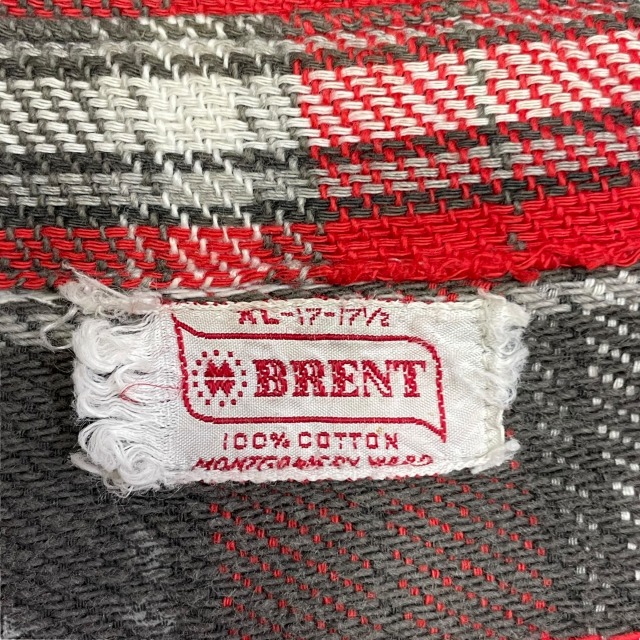 XL-17-17½
BRENT
100% COTTON
MONTGOMERY WARD